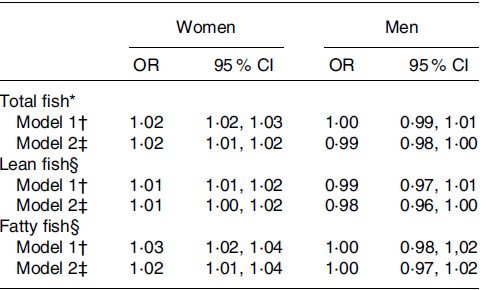 Women Men
OR 95 % CI OR 95 % CI
Total fish*
Model 1† 1·02 1·02, 1·03 1·00 0·99, 1·01
Model 2‡ 1·02 1·01, 1·02 0·99 0·98, 1·00
Lean fish§
Model 1† 1·01 1·01, 1·02 0·99 0·97, 1·01
Model 2‡ 1·01 1·00, 1·02 0·98 0·96, 1·00
Fatty fish§
Model 1† 1·03 1·02, 1·04 1·00 0·98, 1,02
Model 2‡ 1·02 1·01, 1·04 1·00 0·97, 1·02